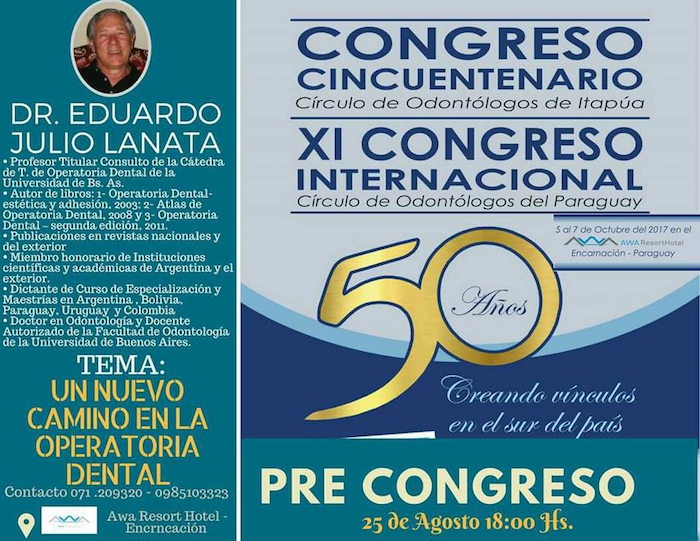 DR. EDUARDO
JULIO LANATA
• Profesor Titular Consulto de la Cátedra
de T. de Operatoria Dental de la
Universidad de Bs. As.
• Autor de libros: 1- Operatoria Dental-
estética y adhesión, 2003; 2- Atlas de
Operatoria Dental, 2008 y 3- Operatoria
Dental – segunda edición, 2011.
• Publicaciones en revistas nacionales y
del exterior
• Miembro honorario de Instituciones
científicas y académicas de Argentina y el
exterior.
• Dictante de Curso de Especialización y
Maestrías en Argentina , Bolivia,
Paraguay, Uruguay y Colombia
• Doctor en Odontología y Docente
Autorizado de la Facultad de Odontología
de la Universidad de Buenos Aires.
TEMA:
UN NUEVO
CAMINO EN LA
OPERATORIA
DENTAL
Contacto 071 .209320 - 0985103323
Awa Resort Hotel -
Encrncación
CONGRESO
CINCUENTENARIO
Círculo de Odontólogos de Itapúa
XI CONGRESO
INTERNACIONAL
Círculo de Odontólogos del Paraguay
5 al 7 de Octubre del 2017 en el
AWA ResortHotel
Encarnación - Paraguay
50 Años
Creando vínculos
en el sur del país
PRE CONGRESO
25 de Agosto 18:00 Hs.